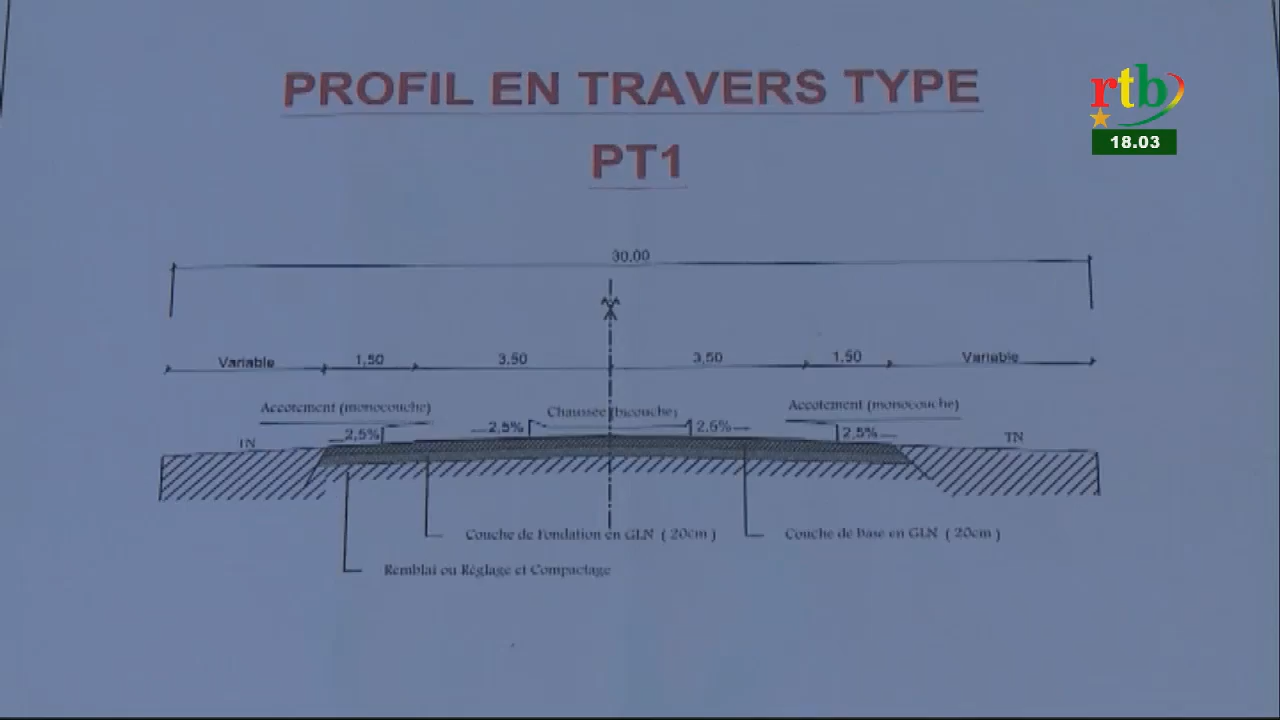 PROFIL EN TRAVERS TYPE
rtb
18.03
PT1
30,00
Variable 1,50 3,50 3,50 1,50 Variable
Accotement (monocouche) Chaussée (bicouche) Accotement (monocouche)
TN 2,5% 2,5% 2,5% 2,5% TN
Couche de Fondation en GLN ( 20cm ) Couche de Base en GLN ( 20cm )
Remblai ou Réglage et Compactage